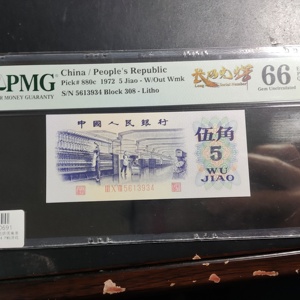 PMG
PAPER MONEY GUARANTY
China / People's Republic
Pick# 880c 1972 5 Jiao - W/Out Wmk
S/N 5613934 Block 308 - Litho
66
Gem Uncirculated
中国人民银行
伍角
5
WU
JIAO
5613934